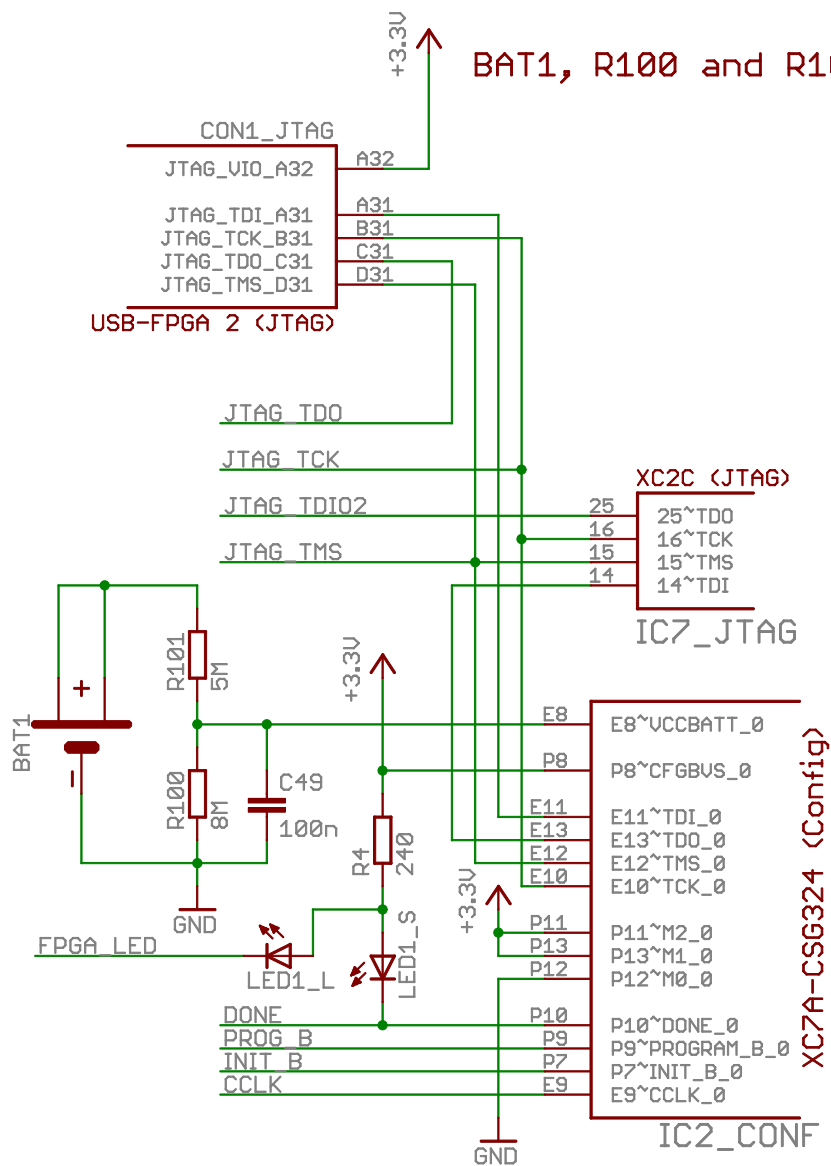 +3.3V
BAT1, R100 and R1
CON1_JTAG
JTAG_VIO_A32 A32
JTAG_TDI_A31 A31
JTAG_TCK_B31 B31
JTAG_TDO_C31 C31
JTAG_TMS_D31 D31
USB-FPGA 2 (JTAG)
JTAG_TDO
JTAG_TCK
XC2C (JTAG)
JTAG_TDIO2
25 25~TDO
16 16~TCK
JTAG_TMS
15 15~TMS
14 14~TDI
IC7_JTAG
R101
5M
+3.3V
+
BAT1
-
E8 E8~VCCBATT_0
P8 P8~CFGBVS_0
R100
8M
C49
100n
R4
240
E11 E11~TDI_0
E13 E13~TDO_0
E12 E12~TMS_0
E10 E10~TCK_0
XC7A-CSG324 (Config)
GND
+3.3V
P11 P11~M2_0
P13 P13~M1_0
P12 P12~M0_0
FPGA_LED
LED1_L
LED1_S
DONE P10 P10~DONE_0
PROG_B P9 P9~PROGRAM_B_0
INIT_B P7 P7~INIT_B_0
CCLK E9 E9~CCLK_0
IC2_CONF
GND